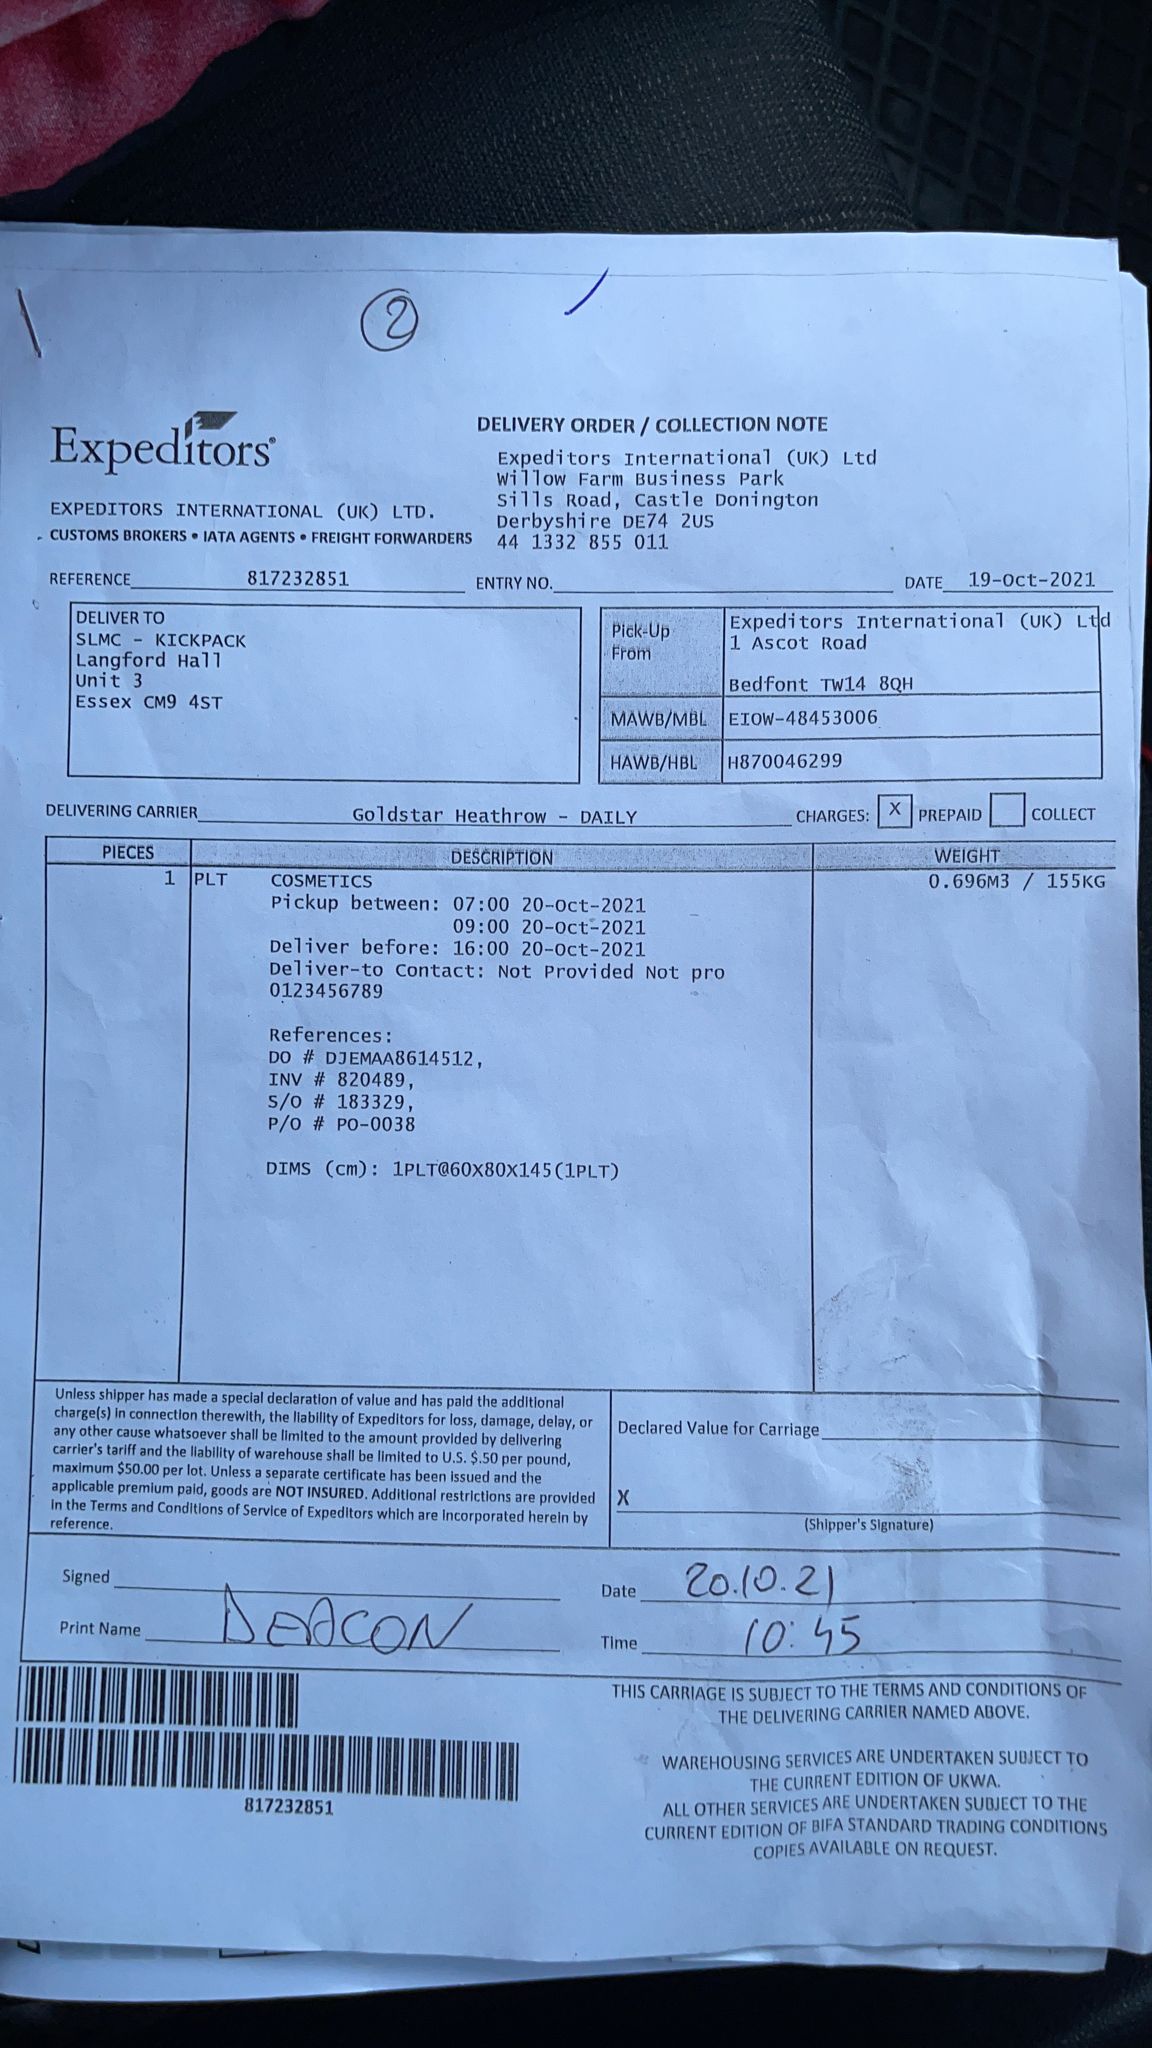 2
Expeditors®
DELIVERY ORDER / COLLECTION NOTE
Expeditors International (UK) Ltd
Willow Farm Business Park
Sills Road, Castle Donington
Derbyshire DE74 2US
44 1332 855 011
EXPEDITORS INTERNATIONAL (UK) LTD.
CUSTOMS BROKERS • IATA AGENTS • FREIGHT FORWARDERS
REFERENCE 817232851 ENTRY NO. DATE 19-Oct-2021
DELIVER TO
SLMC - KICKPACK
Langford Hall
Unit 3
Essex CM9 4ST
Pick-Up From
Expeditors International (UK) Ltd
1 Ascot Road
Bedfont TW14 8QH
MAWB/MBL EIOW-48453006
HAWB/HBL H870046299
DELIVERING CARRIER Goldstar Heathrow - DAILY CHARGES: X PREPAID COLLECT
PIECES DESCRIPTION WEIGHT
1 PLT COSMETICS 0.696M3 / 155KG
Pickup between: 07:00 20-Oct-2021
09:00 20-Oct-2021
Deliver before: 16:00 20-Oct-2021
Deliver-to Contact: Not Provided Not pro
0123456789
References:
DO # DJEMAA8614512,
INV # 820489,
S/O # 183329,
P/O # PO-0038
DIMS (cm): 1PLT@60X80X145(1PLT)
Unless shipper has made a special declaration of value and has paid the additional
charge(s) in connection therewith, the liability of Expeditors for loss, damage, delay, or
any other cause whatsoever shall be limited to the amount provided by delivering
carrier's tariff and the liability of warehouse shall be limited to U.S. $.50 per pound,
maximum $50.00 per lot. Unless a separate certificate has been issued and the
applicable premium paid, goods are NOT INSURED. Additional restrictions are provided
in the Terms and Conditions of Service of Expeditors which are incorporated herein by
reference.
Declared Value for Carriage
X
(Shipper's Signature)
Signed
Date 20.10.21
Print Name DEACON
Time 10:45
THIS CARRIAGE IS SUBJECT TO THE TERMS AND CONDITIONS OF
THE DELIVERING CARRIER NAMED ABOVE.
WAREHOUSING SERVICES ARE UNDERTAKEN SUBJECT TO
THE CURRENT EDITION OF UKWA.
ALL OTHER SERVICES ARE UNDERTAKEN SUBJECT TO THE
CURRENT EDITION OF BIFA STANDARD TRADING CONDITIONS
COPIES AVAILABLE ON REQUEST.
817232851